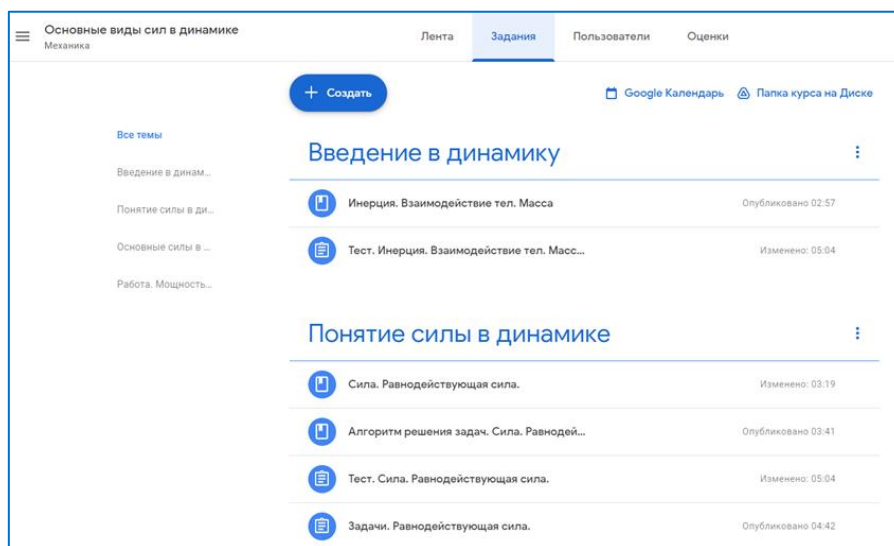 Основные виды сил в динамике
Механика
Лента Задания Пользователи Оценки
+ Создать
Google Календарь Папка курса на Диске
Все темы
Введение в динам...
Понятие силы в ди...
Основные силы в ...
Работа. Мощность...
Введение в динамику
Инерция. Взаимодействие тел. Масса Опубликовано 02:57
Тест. Инерция. Взаимодействие тел. Масс... Изменено: 05:04
Понятие силы в динамике
Сила. Равнодействующая сила. Изменено: 03:19
Алгоритм решения задач. Сила. Равнодей... Опубликовано 03:41
Тест. Сила. Равнодействующая сила. Изменено: 05:04
Задачи. Равнодействующая сила. Опубликовано 04:42